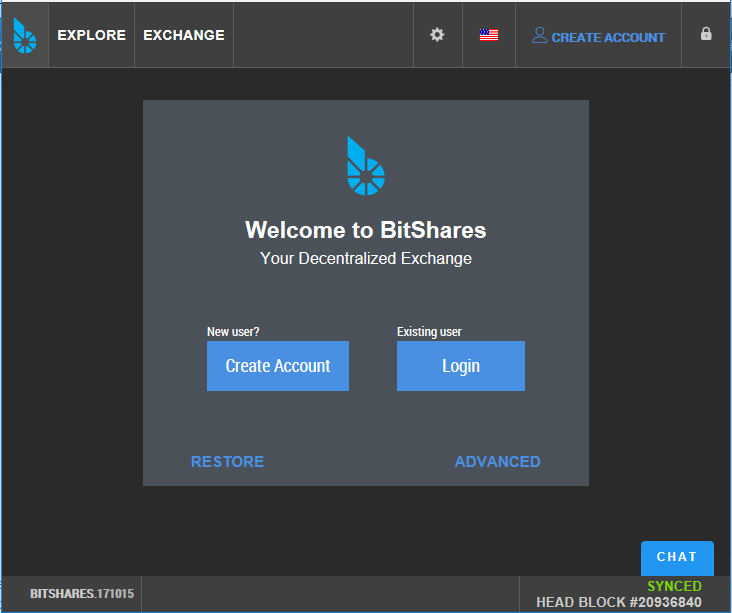 EXPLORE EXCHANGE CREATE ACCOUNT
Welcome to BitShares
Your Decentralized Exchange
New user? Existing user
Create Account Login
RESTORE ADVANCED
CHAT
SYNCED
BITSHARES.171015
HEAD BLOCK #20936840